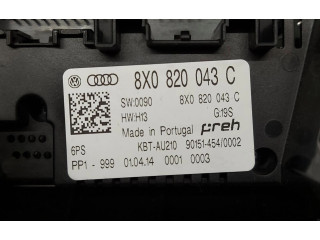 8X0 820 043 C
SW:0090 8X0 820 043 C
HW:H13 G:19S
Made in Portugal preh
6PS KBT-AU210 90151-454/0002
PP1 - 999 01.04.14 0001 0003